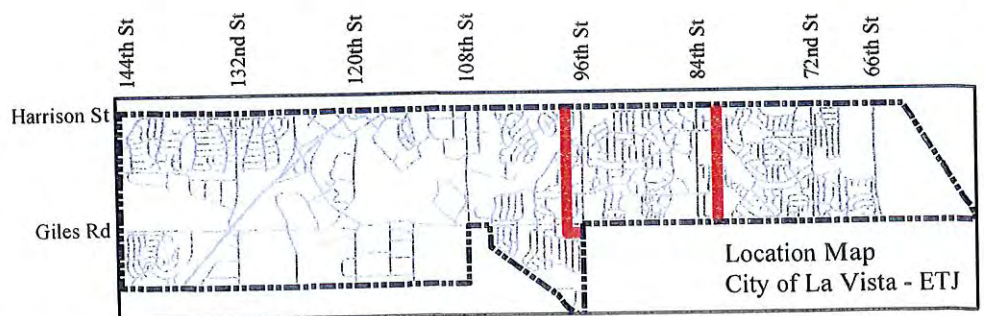 144th St
132nd St
120th St
108th St
96th St
84th St
72nd St
66th St
Harrison St
Giles Rd
Location Map
City of La Vista - ETJ